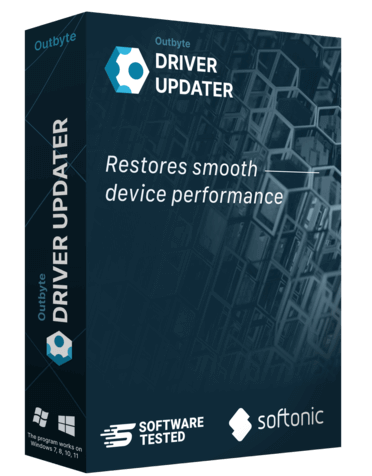 Outbyte
DRIVER UPDATER
Outbyte
The program works on
Windows 7, 8, 10, 11
Outbyte
DRIVER
UPDATER
Restores smooth
device performance
SOFTWARE
TESTED
softonic